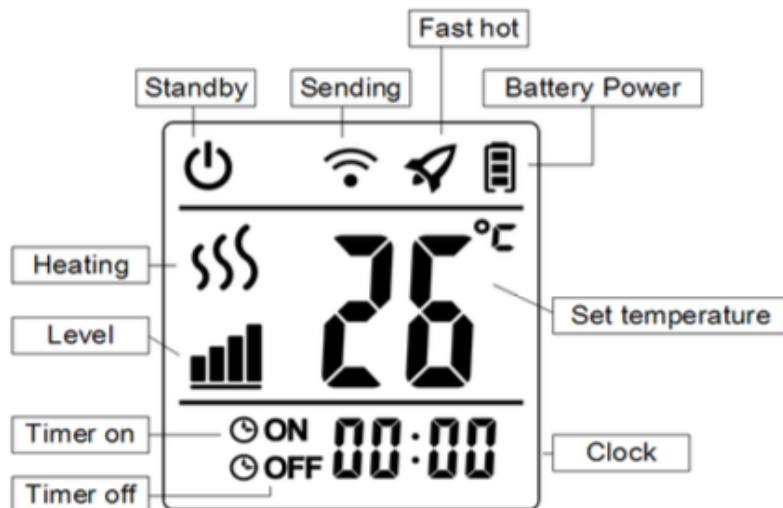 Fast hot
Standby
Sending
Battery Power
Heating
26 °C
Set temperature
Level
Timer on
ON
00:00
Clock
OFF
Timer off